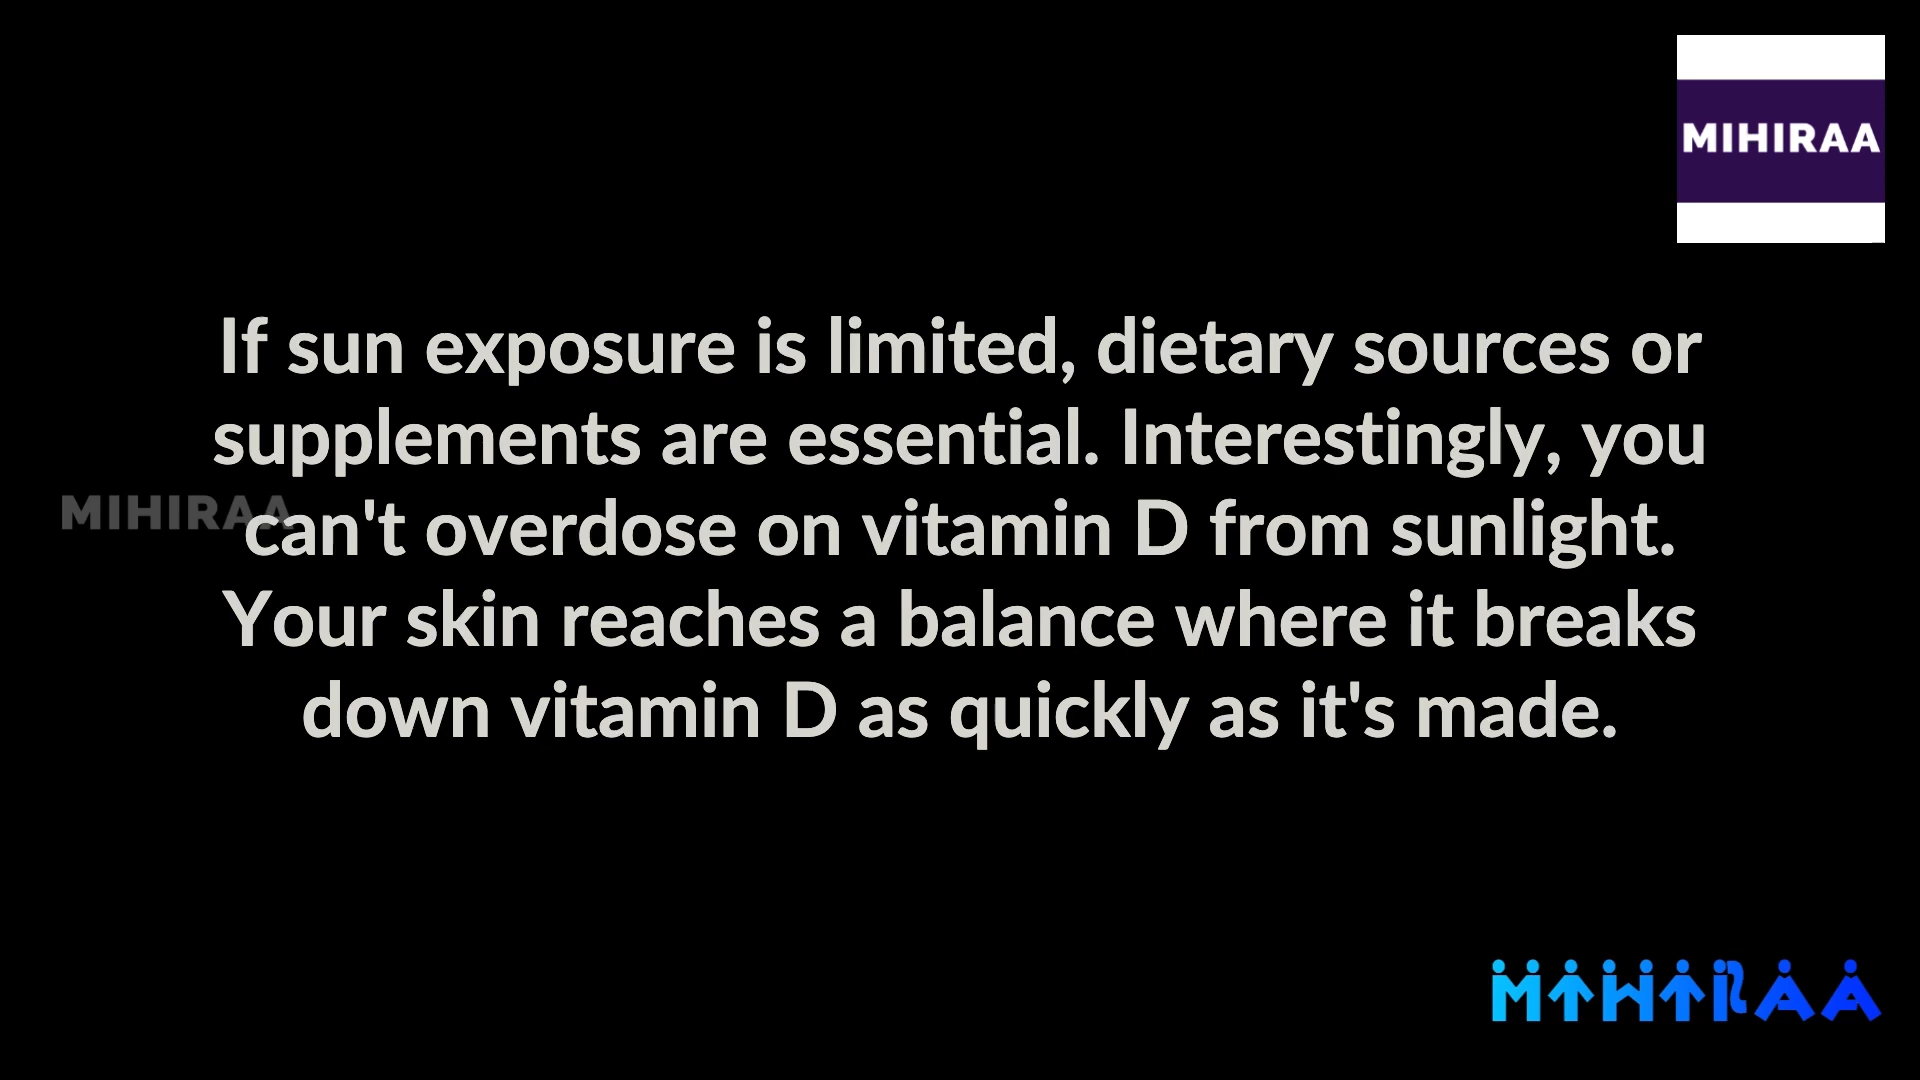 MIHIRAA
If sun exposure is limited, dietary sources or
supplements are essential. Interestingly, you
MIHIRAA
can't overdose on vitamin D from sunlight.
Your skin reaches a balance where it breaks
down vitamin D as quickly as it's made.
MIHIRAA